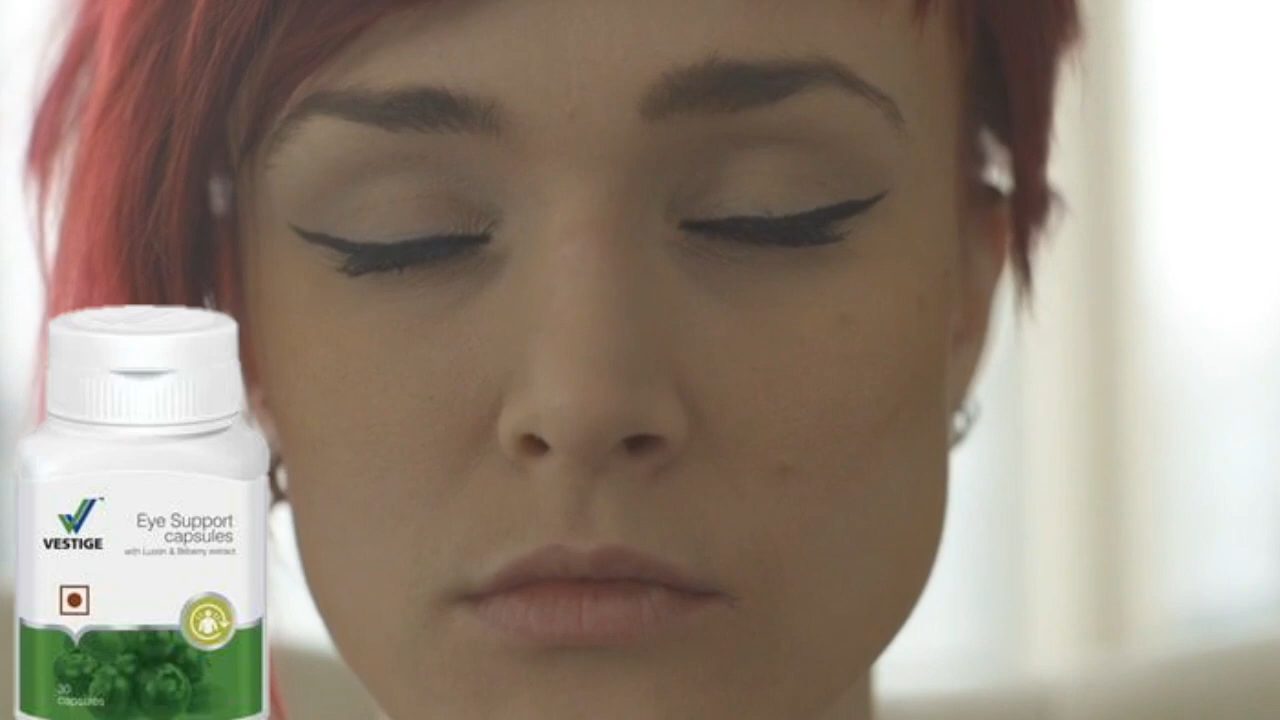 VESTIGE
Eye Support
capsules
with Lutein & Bilberry extract
30
capsules